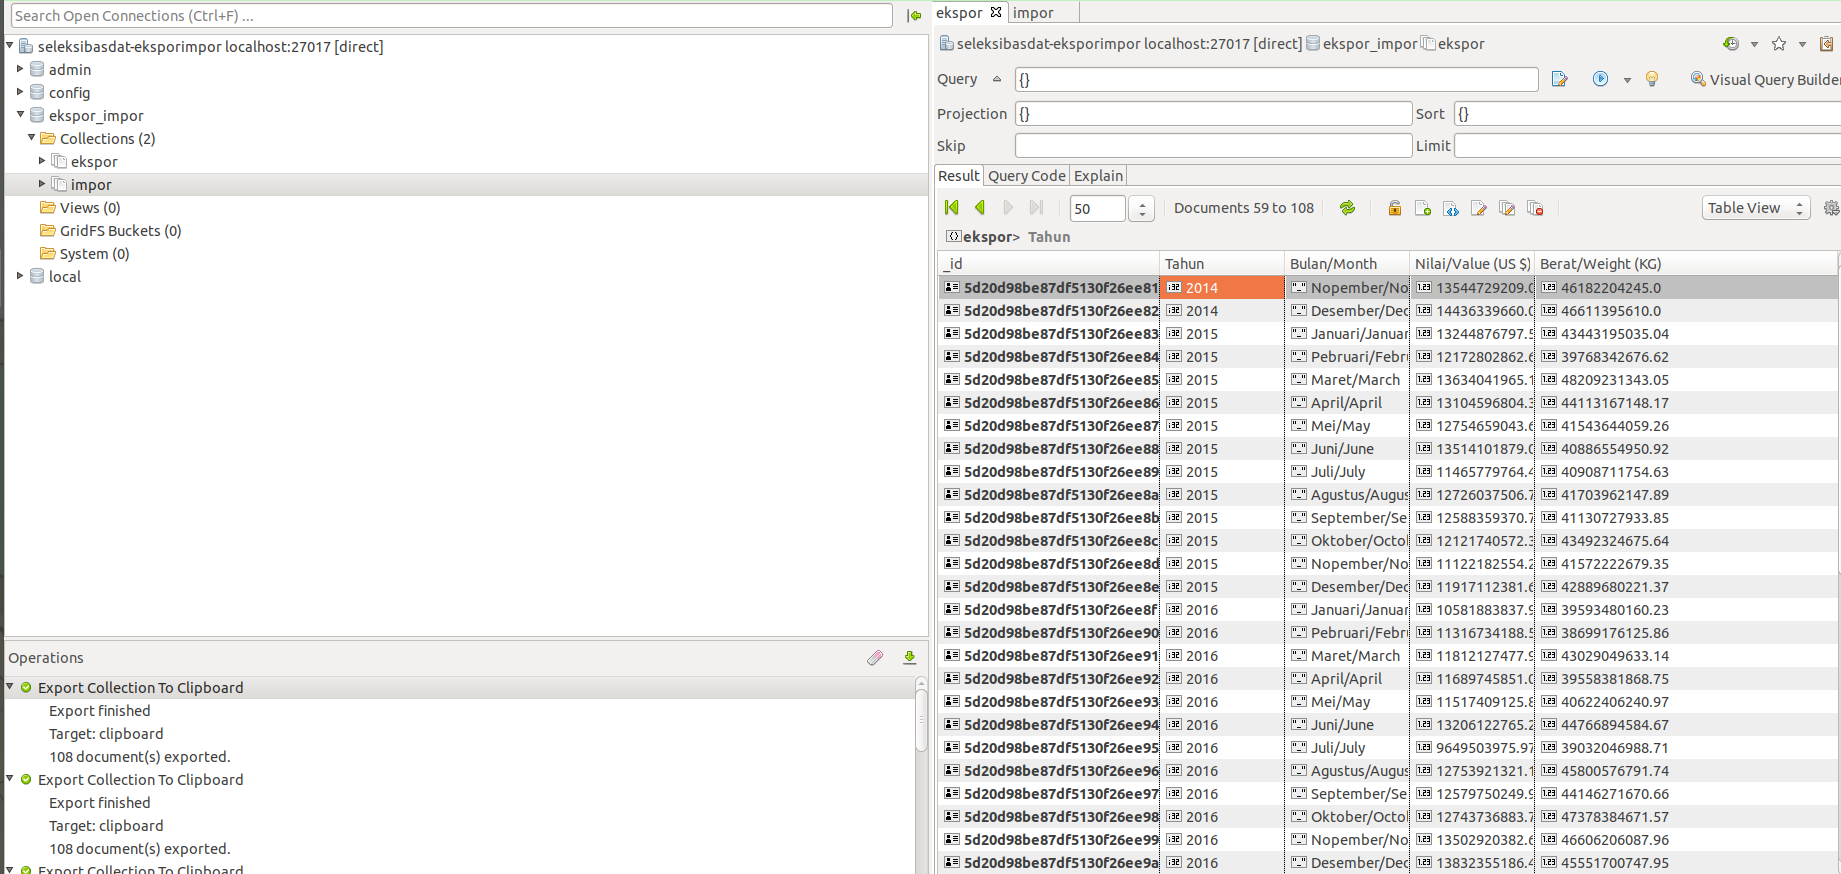 Search Open Connections (Ctrl+F) ...
seleksibasdat-eksporimpor localhost:27017 [direct]
admin
config
ekspor_impor
Collections (2)
ekspor
impor
Views (0)
GridFS Buckets (0)
System (0)
local
Operations
Export Collection To Clipboard
Export finished
Target: clipboard
108 document(s) exported.
Export Collection To Clipboard
Export finished
Target: clipboard
108 document(s) exported.
Export Collection To Clipboard
ekspor impor
seleksibasdat-eksporimpor localhost:27017 [direct] ekspor_impor ekspor
Query {} Visual Query Builder
Projection {} Sort {}
Skip Limit
Result Query Code Explain
50 Documents 59 to 108 Table View
ekspor> Tahun
_id Tahun Bulan/Month Nilai/Value (US $) Berat/Weight (KG)
5d20d98be87df5130f26ee81 2014 Nopember/No 13544729209.0 46182204245.0
5d20d98be87df5130f26ee82 2014 Desember/Dec 14436339660.0 46611395610.0
5d20d98be87df5130f26ee83 2015 Januari/Januar 13244876797.5 43443195035.04
5d20d98be87df5130f26ee84 2015 Pebruari/Febr 12172802862.6 39768342676.62
5d20d98be87df5130f26ee85 2015 Maret/March 13634041965.1 48209231343.05
5d20d98be87df5130f26ee86 2015 April/April 13104596804.3 44113167148.17
5d20d98be87df5130f26ee87 2015 Mei/May 12754659043.6 41543644059.26
5d20d98be87df5130f26ee88 2015 Juni/June 13514101879.0 40886554950.92
5d20d98be87df5130f26ee89 2015 Juli/July 11465779764.4 40908711754.63
5d20d98be87df5130f26ee8a 2015 Agustus/Augus 12726037506.7 41703962147.89
5d20d98be87df5130f26ee8b 2015 September/Se 12588359370.7 41130727933.85
5d20d98be87df5130f26ee8c 2015 Oktober/Octo 12121740572.3 43492324675.64
5d20d98be87df5130f26ee8d 2015 Nopember/No 11122182554.2 41572222679.35
5d20d98be87df5130f26ee8e 2015 Desember/Dec 11917112381.6 42889680221.37
5d20d98be87df5130f26ee8f 2016 Januari/Januar 10581883837.9 39593480160.23
5d20d98be87df5130f26ee90 2016 Pebruari/Febr 11316734188.5 38699176125.86
5d20d98be87df5130f26ee91 2016 Maret/March 11812127477.9 43029049633.14
5d20d98be87df5130f26ee92 2016 April/April 11689745851.0 39558381868.75
5d20d98be87df5130f26ee93 2016 Mei/May 11517409125.8 40622406240.97
5d20d98be87df5130f26ee94 2016 Juni/June 13206122765.2 44766894584.67
5d20d98be87df5130f26ee95 2016 Juli/July 9649503975.97 39032046988.71
5d20d98be87df5130f26ee96 2016 Agustus/Augus 12753921321.1 45800576791.74
5d20d98be87df5130f26ee97 2016 September/Se 12579750249.9 44146271670.66
5d20d98be87df5130f26ee98 2016 Oktober/Octo 12743736883.7 47378384671.57
5d20d98be87df5130f26ee99 2016 Nopember/No 13502920382.6 46606206087.96
5d20d98be87df5130f26ee9a 2016 Desember/Dec 13832355186.4 45551700747.95